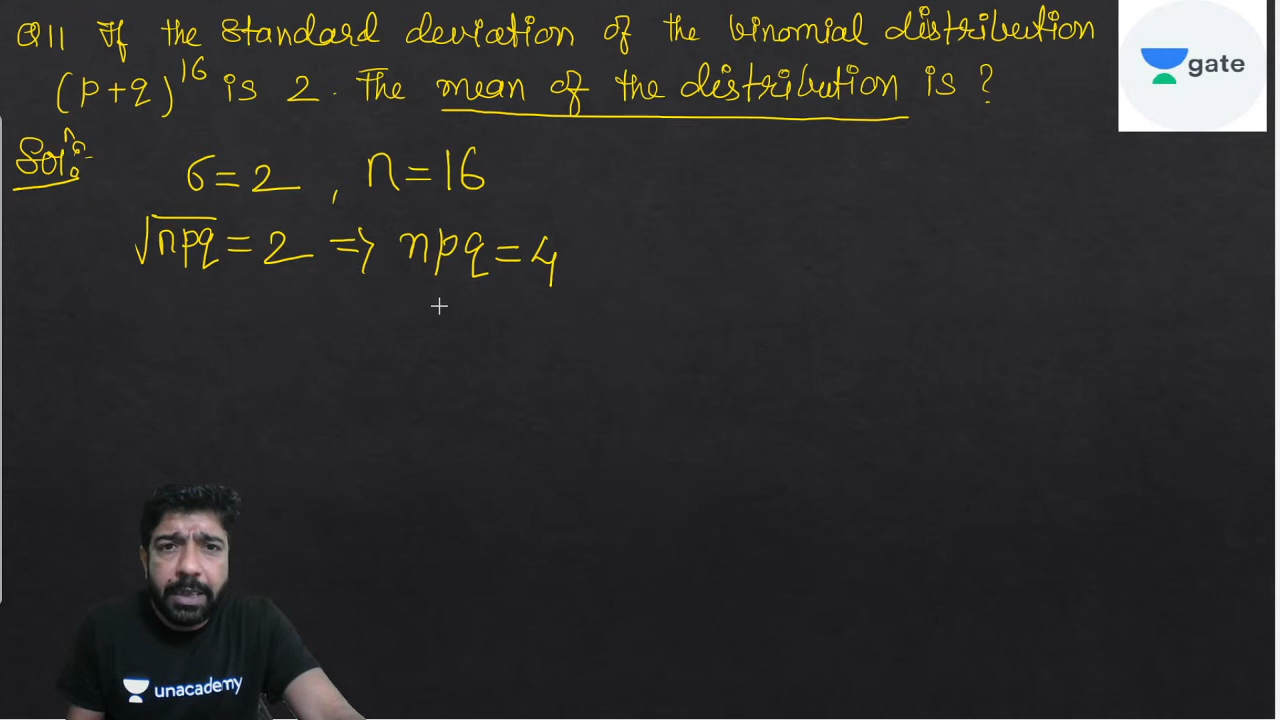 Q11 If the standard deviation of the binomial distribution
(p+q)^16 is 2. The mean of the distribution is ?
gate
Solⁿ:-
σ=2, n=16
√npq = 2 => npq = 4
unacademy